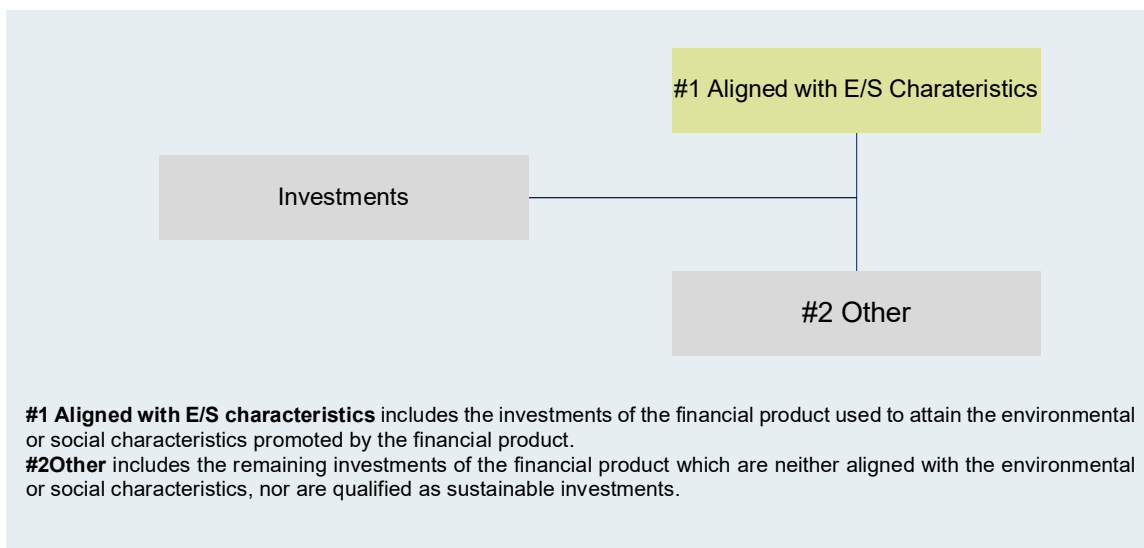 #1 Aligned with E/S Charateristics
Investments
#2 Other
#1 Aligned with E/S characteristics includes the investments of the financial product used to attain the environmental
or social characteristics promoted by the financial product.
#2Other includes the remaining investments of the financial product which are neither aligned with the environmental
or social characteristics, nor are qualified as sustainable investments.